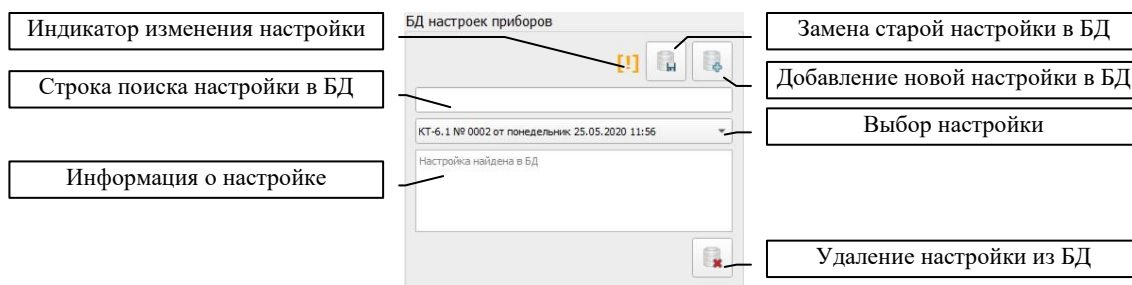 БД настроек приборов
Индикатор изменения настройки
Замена старой настройки в БД
[!]
Строка поиска настройки в БД
Добавление новой настройки в БД
КТ-6.1 № 0002 от понедельник 25.05.2020 11:56
Выбор настройки
Настройка найдена в БД
Информация о настройке
Удаление настройки из БД